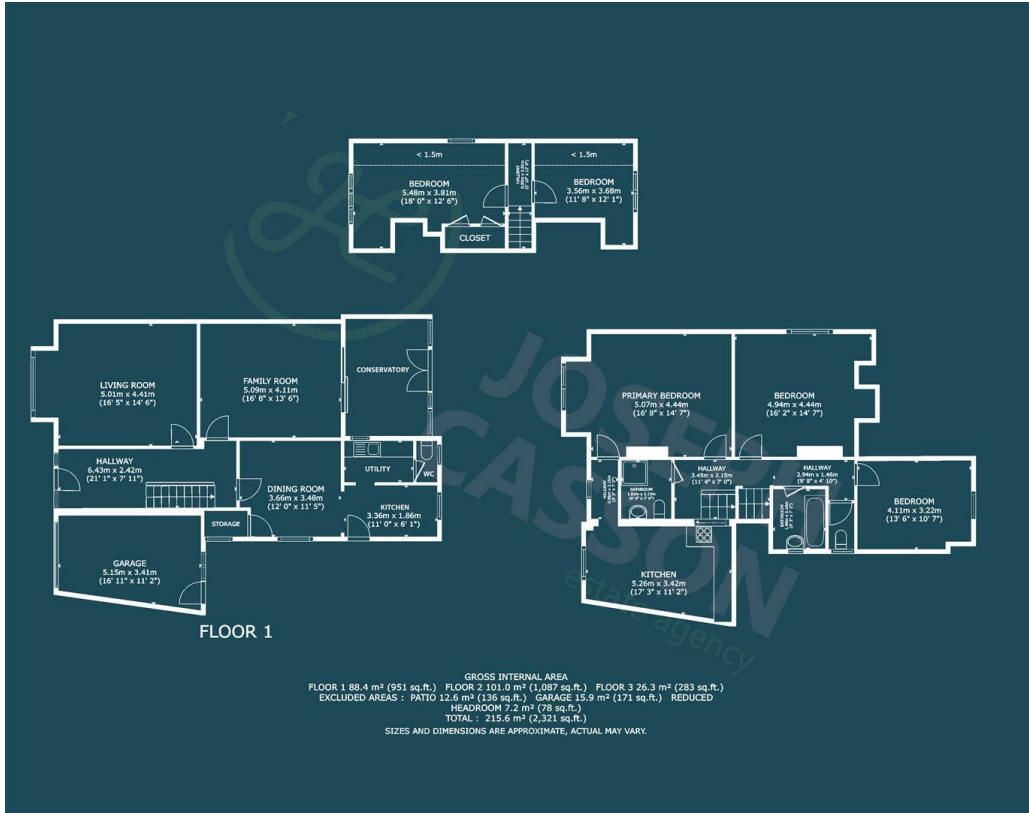 < 1.5m
< 1.5m
BEDROOM
5.48m x 3.81m
(18' 0" x 12' 6")
HALLWAY
BEDROOM
3.56m x 3.68m
(11' 8" x 12' 1")
CLOSET
LIVING ROOM
5.01m x 4.41m
(16' 5" x 14' 6")
FAMILY ROOM
5.09m x 4.11m
(16' 8" x 13' 6")
CONSERVATORY
HALLWAY
6.43m x 2.42m
(21' 1" x 7' 11")
DINING ROOM
3.66m x 3.48m
(12' 0" x 11' 5")
UTILITY
WC
KITCHEN
3.36m x 1.86m
(11' 0" x 6' 1")
STORAGE
GARAGE
5.15m x 3.41m
(16' 11" x 11' 2")
FLOOR 1
PRIMARY BEDROOM
5.07m x 4.44m
(16' 8" x 14' 7")
BEDROOM
4.94m x 4.44m
(16' 2" x 14' 7")
HALLWAY
BATHROOM
HALLWAY
3.45m x 2.15m
(11' 4" x 7' 0")
HALLWAY
2.94m x 1.46m
(9' 8" x 4' 10")
BATHROOM
BEDROOM
4.11m x 3.22m
(13' 6" x 10' 7")
KITCHEN
5.26m x 3.42m
(17' 3" x 11' 2")
JOSEPH
CASSON
estate agency
GROSS INTERNAL AREA
FLOOR 1 88.4 m² (951 sq.ft.) FLOOR 2 101.0 m² (1,087 sq.ft.) FLOOR 3 26.3 m² (283 sq.ft.)
EXCLUDED AREAS : PATIO 12.6 m² (136 sq.ft.) GARAGE 15.9 m² (171 sq.ft.) REDUCED
HEADROOM 7.2 m² (78 sq.ft.)
TOTAL : 215.6 m² (2,321 sq.ft.)
SIZES AND DIMENSIONS ARE APPROXIMATE, ACTUAL MAY VARY.